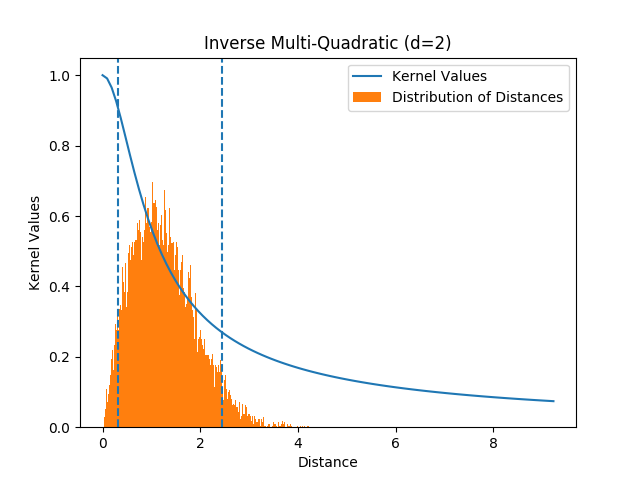 Inverse Multi-Quadratic (d=2)
Kernel Values
Distribution of Distances
1.0
0.8
0.6
0.4
0.2
0.0
Kernel Values
0
2
4
6
8
Distance